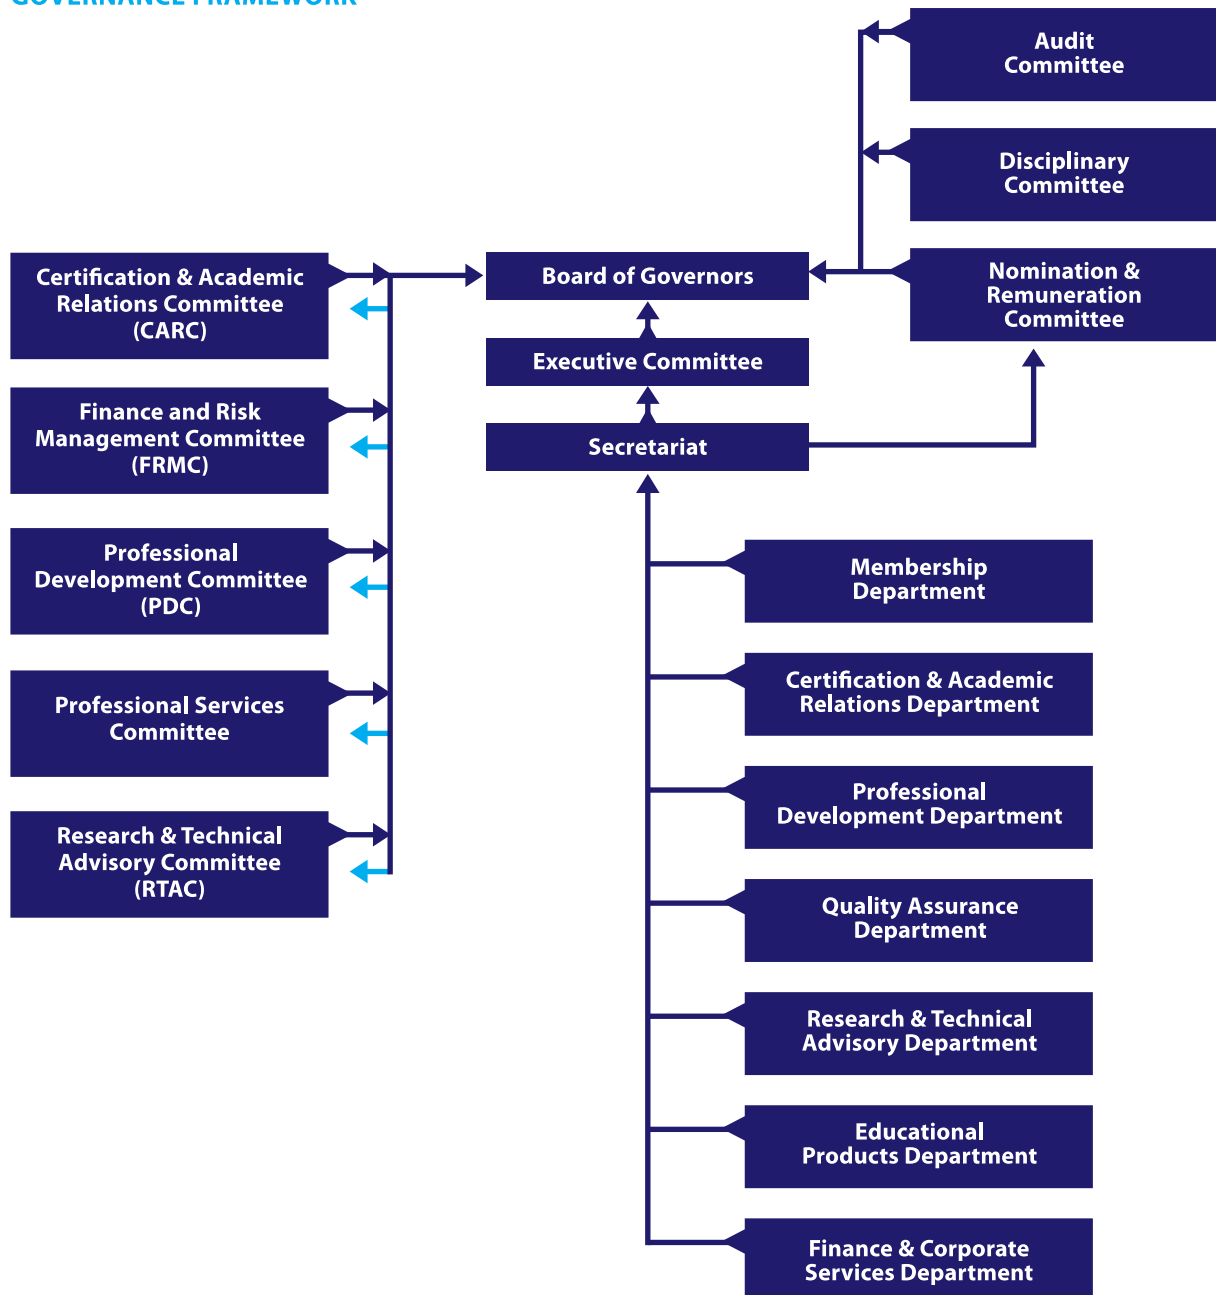 GOVERNANCE FRAMEWORK
Audit
Committee
Disciplinary
Committee
Nomination &
Remuneration
Committee
Certification & Academic
Relations Committee
(CARC)
Finance and Risk
Management Committee
(FRMC)
Professional
Development Committee
(PDC)
Professional Services
Committee
Research & Technical
Advisory Committee
(RTAC)
Board of Governors
Executive Committee
Secretariat
Membership
Department
Certification & Academic
Relations Department
Professional
Development Department
Quality Assurance
Department
Research & Technical
Advisory Department
Educational
Products Department
Finance & Corporate
Services Department